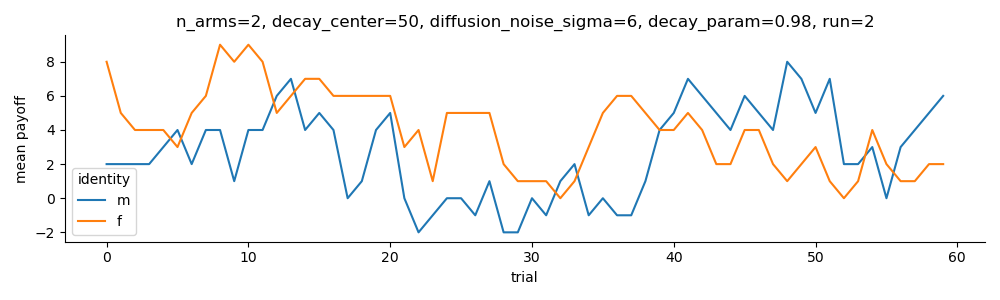 n_arms=2, decay_center=50, diffusion_noise_sigma=6, decay_param=0.98, run=2
mean payoff
8
6
4
2
0
−2
identity
m
f
0
10
20
30
40
50
60
trial